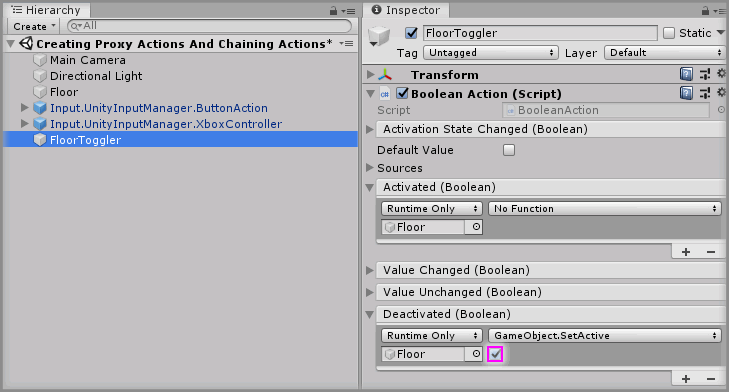 Hierarchy
Create
All
Creating Proxy Actions And Chaining Actions*
Main Camera
Directional Light
Floor
Input.UnityInputManager.ButtonAction
Input.UnityInputManager.XboxController
FloorToggler
Inspector
FloorToggler
Static
Tag Untagged Layer Default
Transform
Boolean Action (Script)
Script BooleanAction
Activation State Changed (Boolean)
Default Value
Sources
Activated (Boolean)
Runtime Only No Function
Floor
Value Changed (Boolean)
Value Unchanged (Boolean)
Deactivated (Boolean)
Runtime Only GameObject.SetActive
Floor